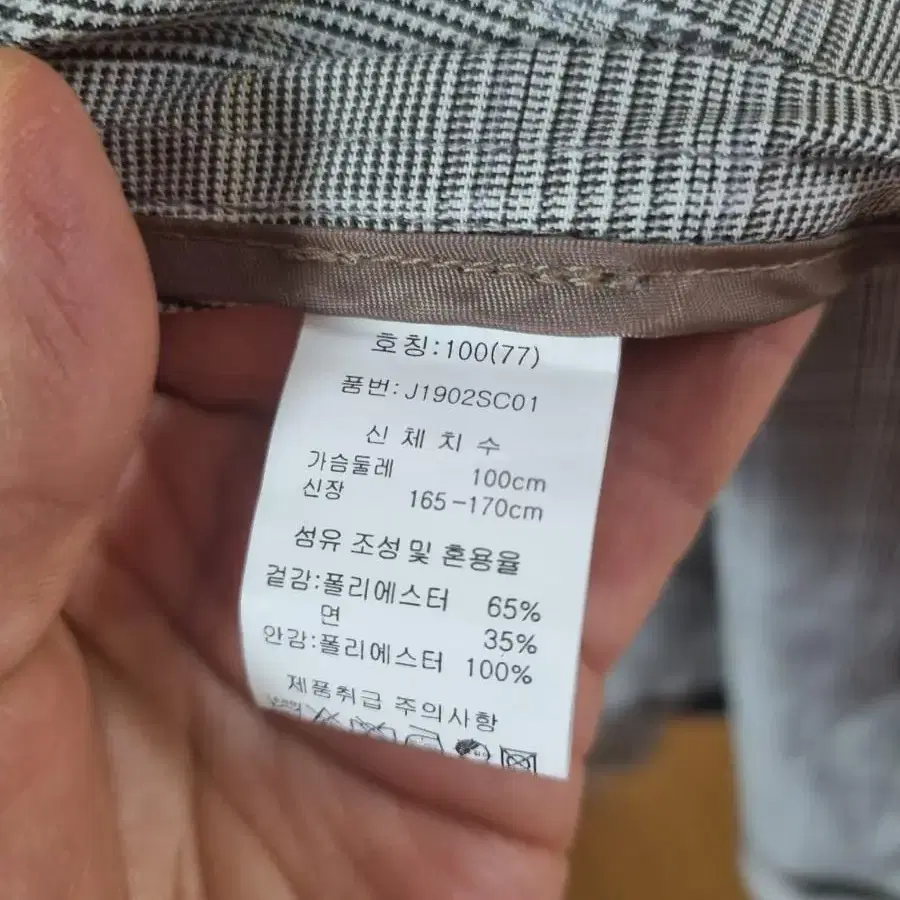 호칭:100(77)
품번:J1902SC01
신 체 치 수
가슴둘레 100cm
신장 165-170cm
섬유 조성 및 혼용율
겉감:폴리에스터 65%
면 35%
안감:폴리에스터 100%
제품취급 주의사항